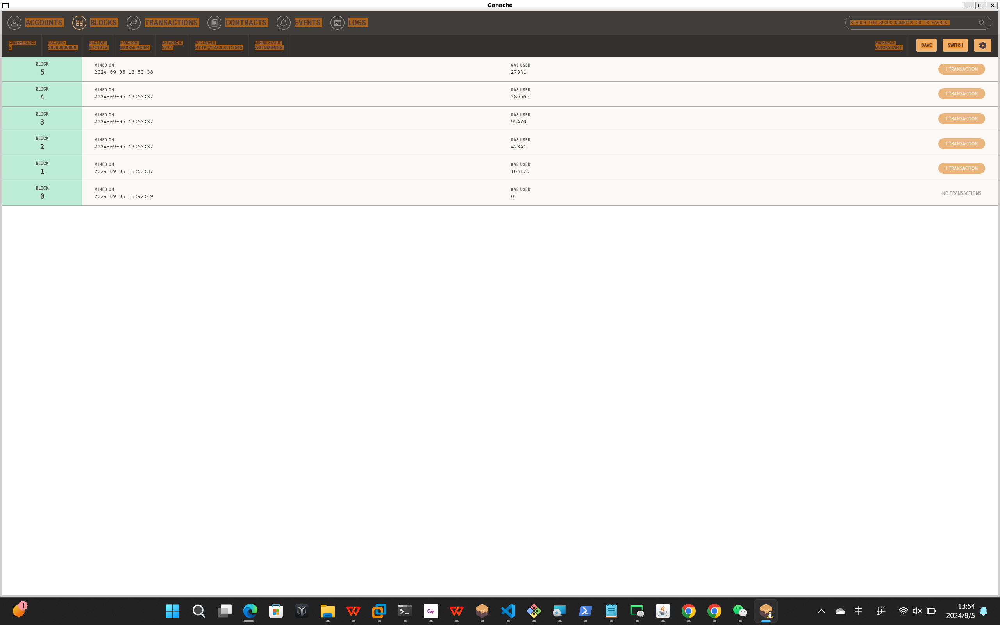 Ganache
ACCOUNTS BLOCKS TRANSACTIONS CONTRACTS EVENTS LOGS SEARCH FOR BLOCK NUMBERS OR TX HASHES
CURRENT BLOCK GAS PRICE GAS LIMIT HARDFORK NETWORK ID RPC SERVER MINING STATUS WORKSPACE
5 20000000000 6721975 MUIRGLACIER 5777 HTTP://127.0.0.1:7545 AUTOMINING QUICKSTART SAVE SWITCH
BLOCK MINED ON GAS USED
5 2024-09-05 13:53:38 27341 1 TRANSACTION
BLOCK MINED ON GAS USED
4 2024-09-05 13:53:37 286565 1 TRANSACTION
BLOCK MINED ON GAS USED
3 2024-09-05 13:53:37 95470 1 TRANSACTION
BLOCK MINED ON GAS USED
2 2024-09-05 13:53:37 42341 1 TRANSACTION
BLOCK MINED ON GAS USED
1 2024-09-05 13:53:37 164175 1 TRANSACTION
BLOCK MINED ON GAS USED
0 2024-09-05 13:42:49 0 NO TRANSACTIONS
1 中 拼 13:54
2024/9/5